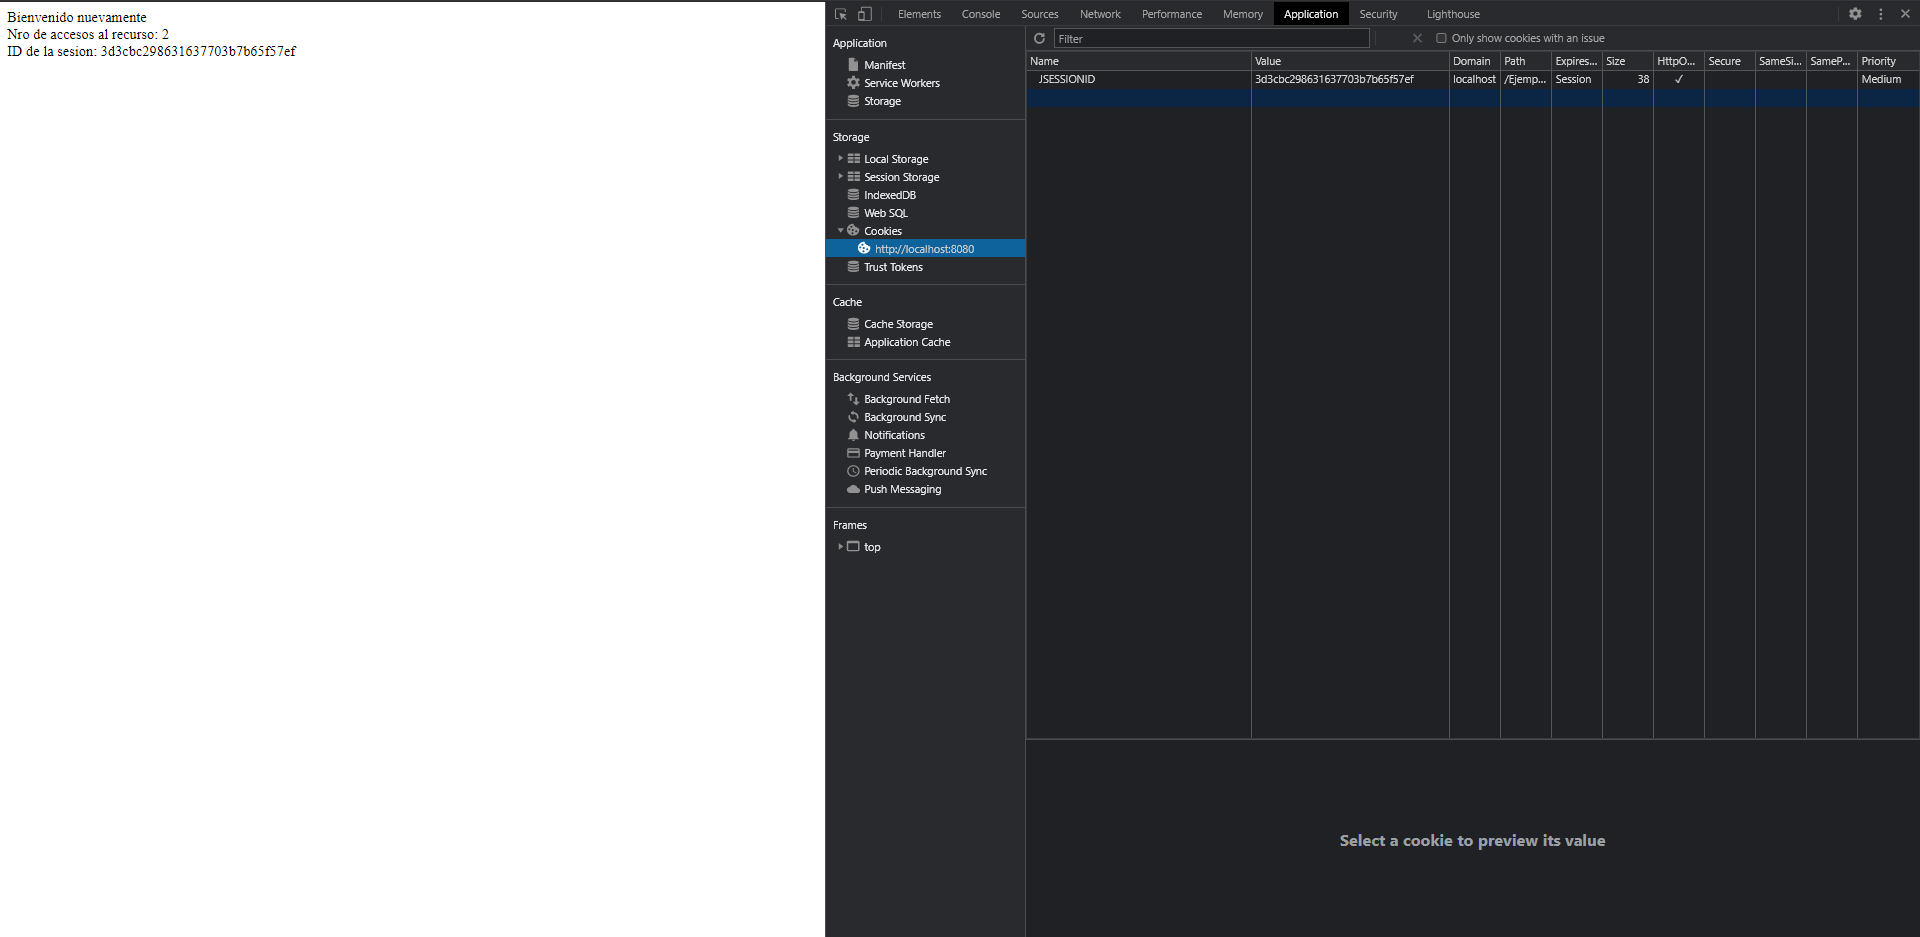 Bienvenido nuevamente
Nro de accesos al recurso: 2
ID de la sesion: 3d3cbc298631637703b7b65f57ef
Elements Console Sources Network Performance Memory Application Security Lighthouse
Application
Manifest
Service Workers
Storage
Storage
Local Storage
Session Storage
IndexedDB
Web SQL
Cookies
http://localhost:8080
Trust Tokens
Cache
Cache Storage
Application Cache
Background Services
Background Fetch
Background Sync
Notifications
Payment Handler
Periodic Background Sync
Push Messaging
Frames
top
Filter Only show cookies with an issue
Name Value Domain Path Expires... Size HttpO... Secure SameSi... SameP... Priority
JSESSIONID 3d3cbc298631637703b7b65f57ef localhost /Ejemp... Session 38 ✓ Medium
Select a cookie to preview its value